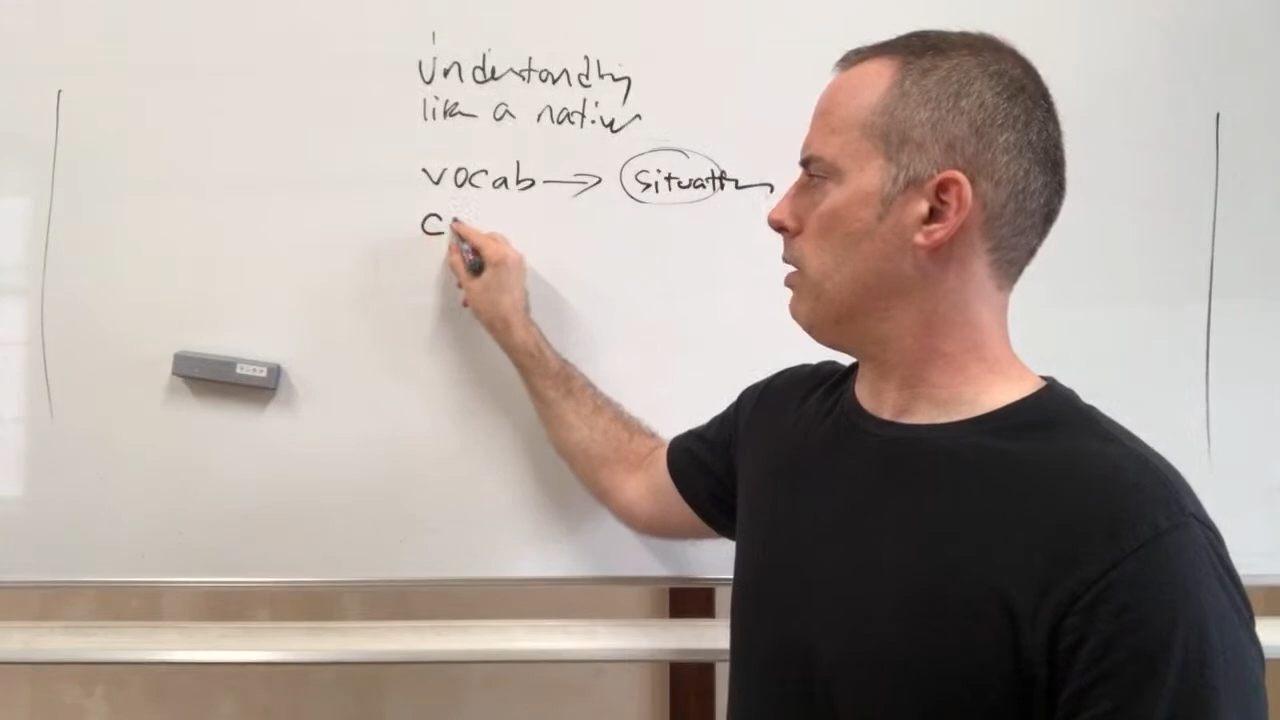 Understanding
like a native
vocab → situation
C